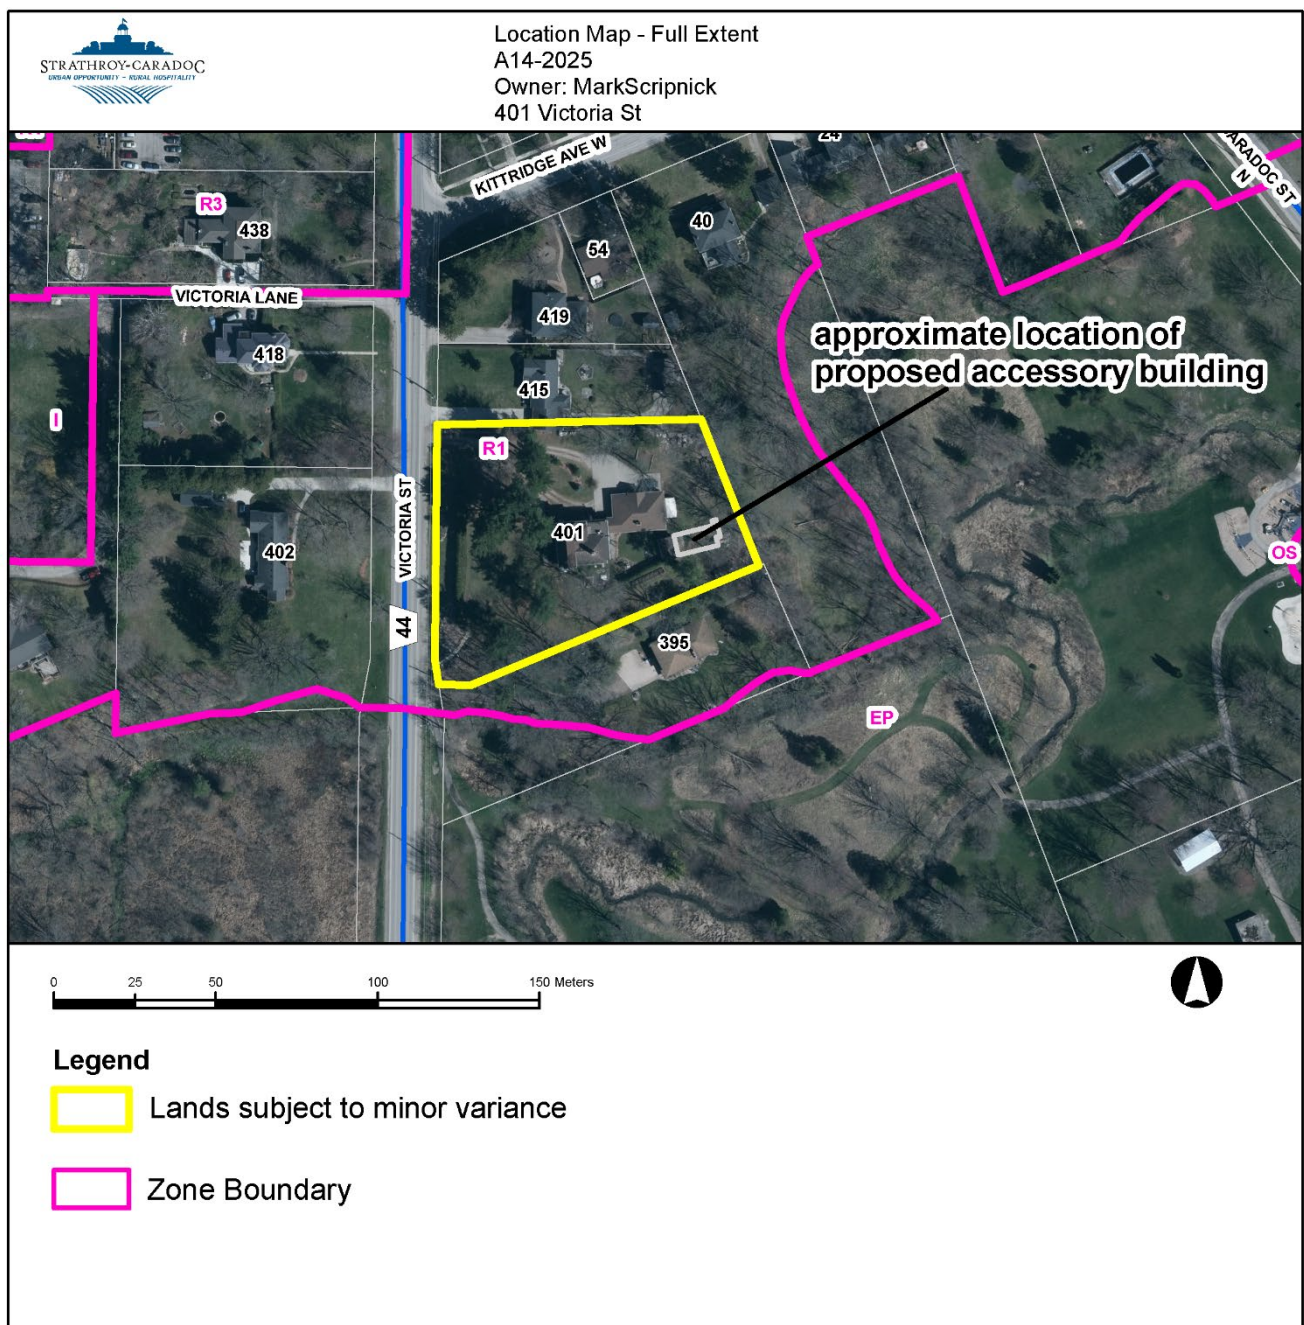 STRATHROY-CARADOC
URBAN OPPORTUNITY - RURAL HOSPITALITY
Location Map - Full Extent
A14-2025
Owner: MarkScripnick
401 Victoria St
KITTRIDGE AVE W
24
CARADOC ST
N
R3
438
40
54
VICTORIA LANE
419
418
approximate location of
proposed accessory building
415
I
R1
VICTORIA ST
401
402
OS
44
395
EP
0 25 50 100 150 Meters
Legend
Lands subject to minor variance
Zone Boundary